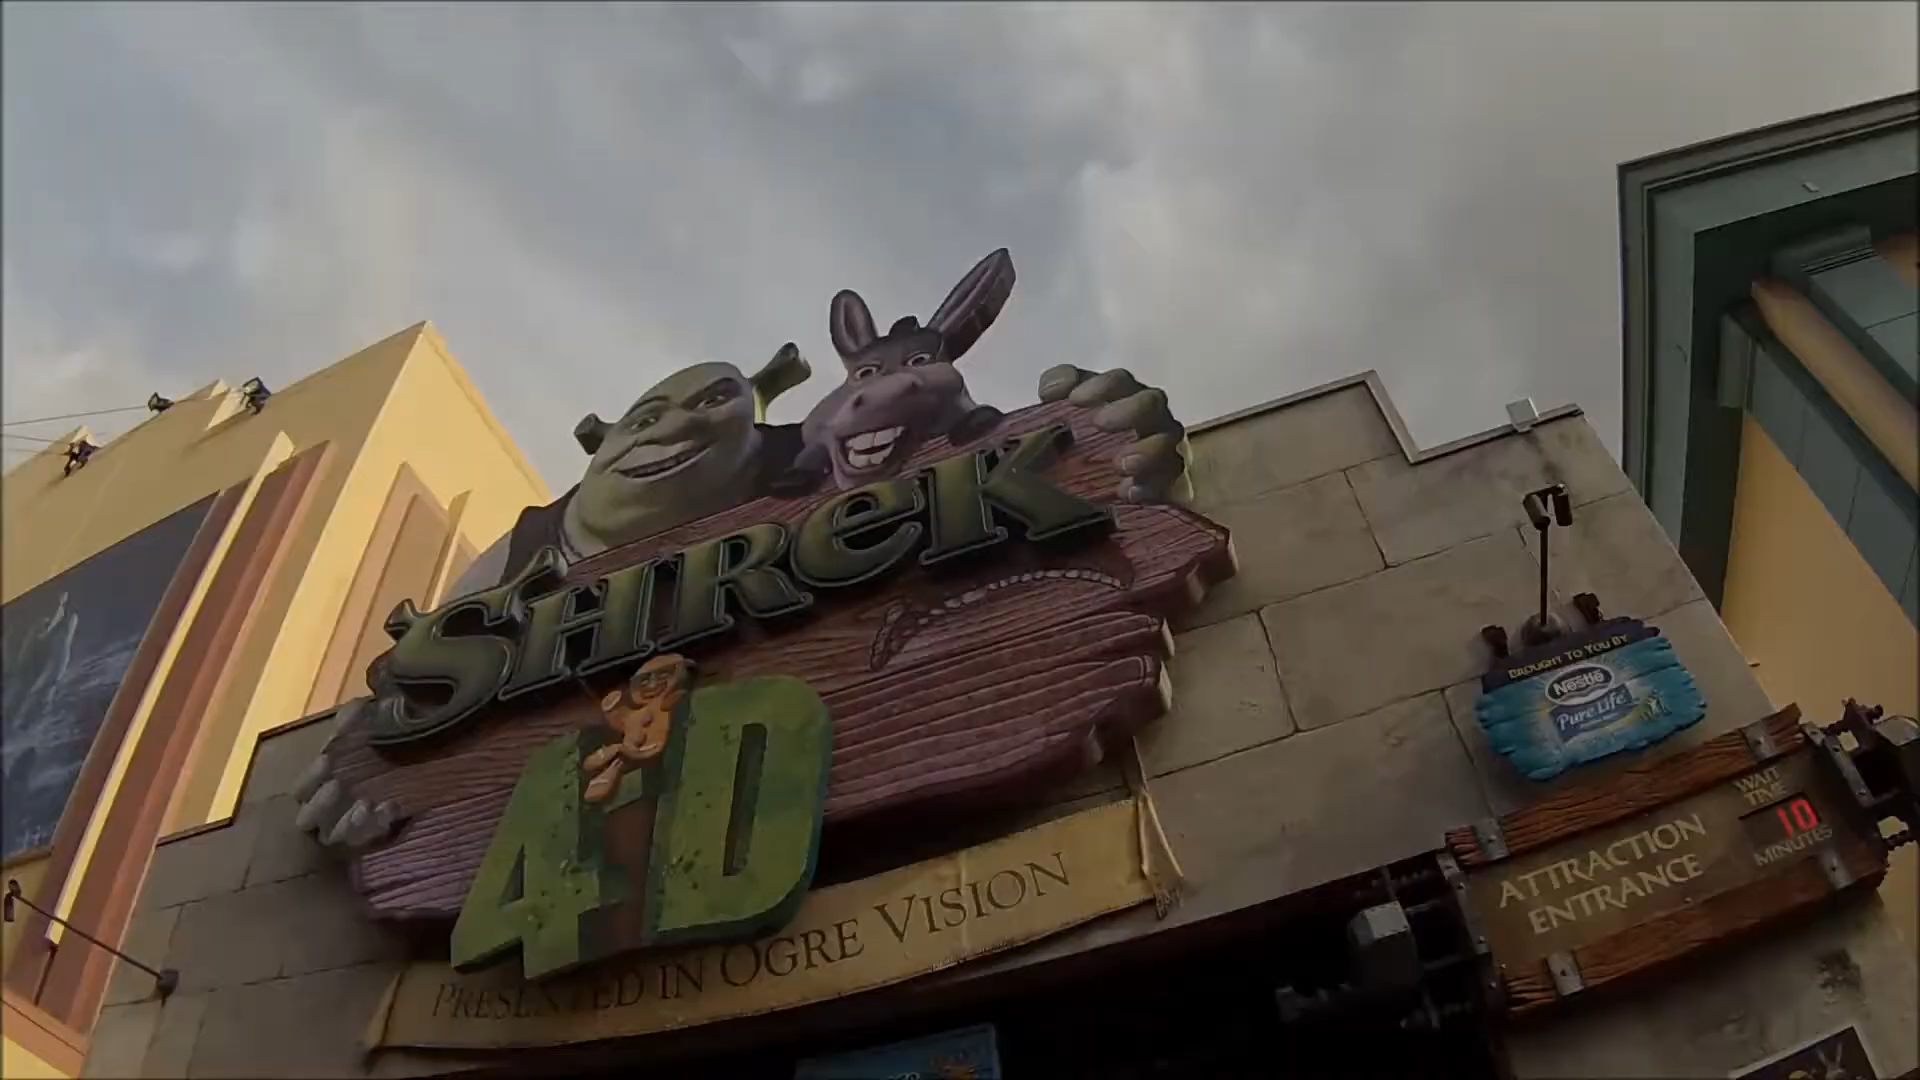 SHREK
4-D
PRESENTED IN OGRE VISION
BROUGHT TO YOU BY
Nestlé
Pure Life
ATTRACTION
ENTRANCE
WAIT
TIME
10
MINUTES